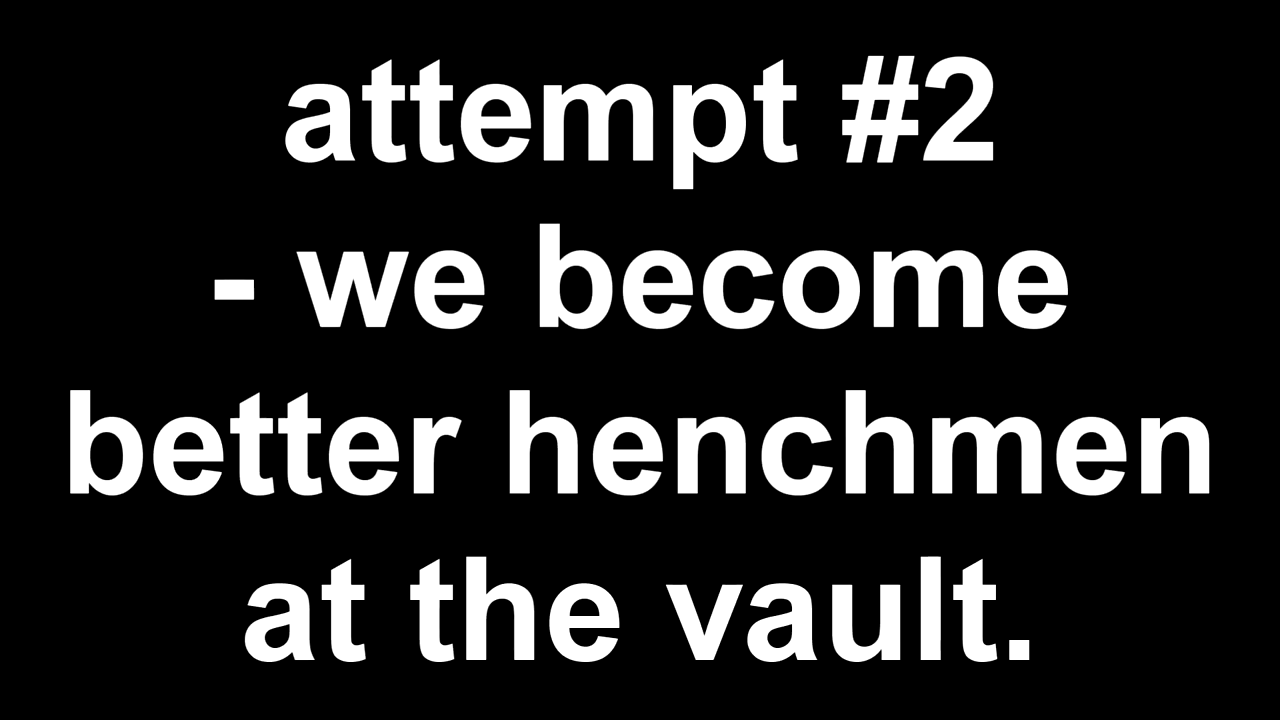 attempt #2
- we become
better henchmen
at the vault.